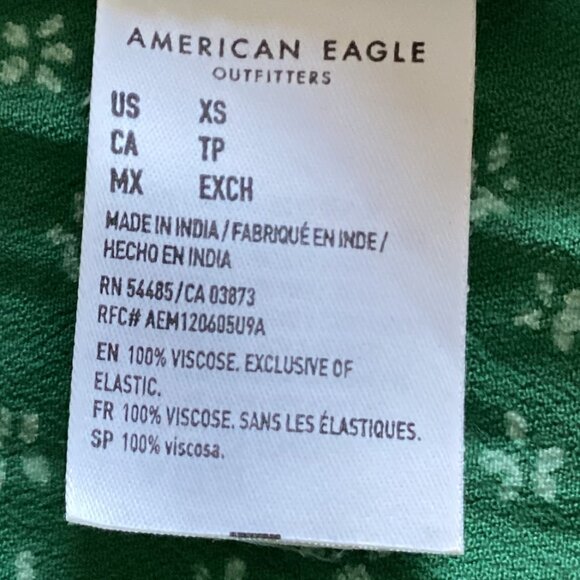 AMERICAN EAGLE
OUTFITTERS
US XS
CA TP
MX EXCH
MADE IN INDIA / FABRIQUÉ EN INDE /
HECHO EN INDIA
RN 54485/CA 03873
RFC# AEM120605U9A
EN 100% VISCOSE. EXCLUSIVE OF
ELASTIC.
FR 100% VISCOSE. SANS LES ÉLASTIQUES.
SP 100% viscosa.